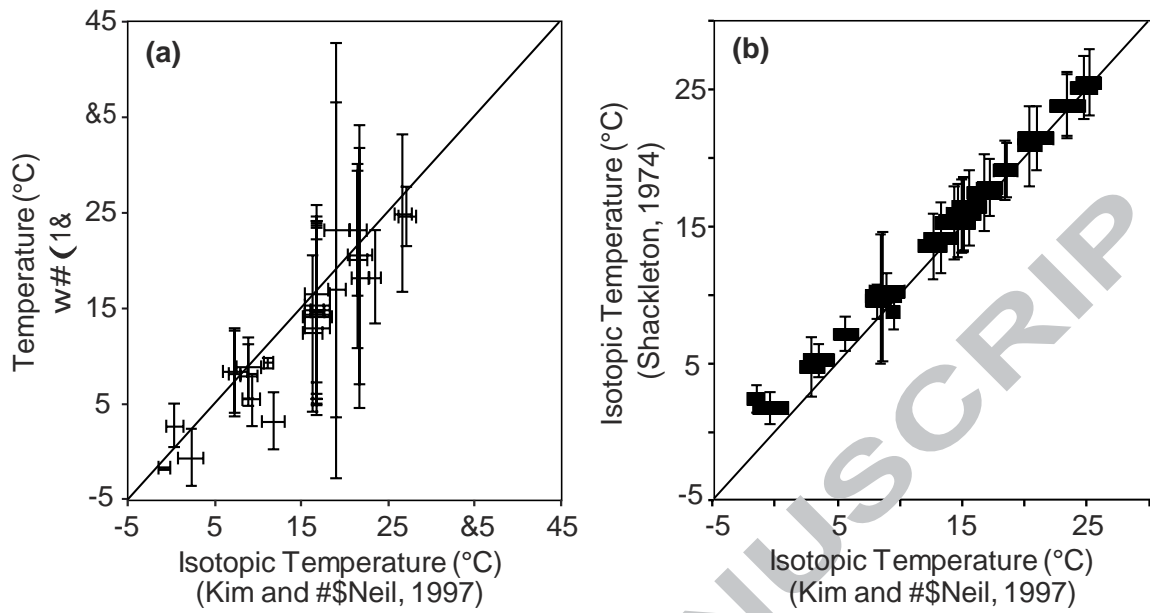 45
(a)
&5
25
15
5
-5
Temperature (°C)
w# (1&
-5
5
15
25
&5
45
Isotopic Temperature (°C)
(Kim and #$Neil, 1997)
(b)
25
15
5
-5
Isotopic Temperature (°C)
(Shackleton, 1974)
-5
5
15
25
Isotopic Temperature (°C)
(Kim and #$Neil, 1997)
NUSCRIP